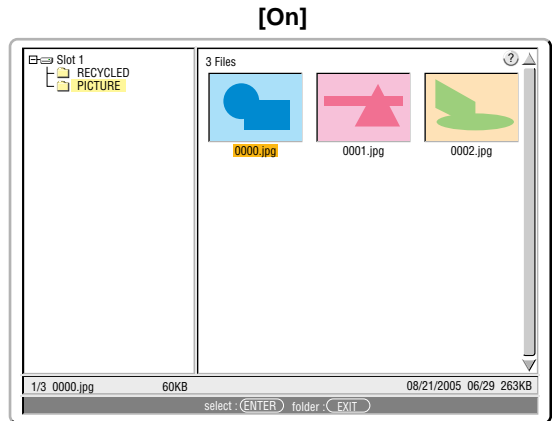 [On]
Slot 1
RECYCLED
PICTURE
3 Files
?
0000.jpg 0001.jpg 0002.jpg
1/3 0000.jpg 60KB 08/21/2005 06/29 263KB
select : ENTER folder : EXIT